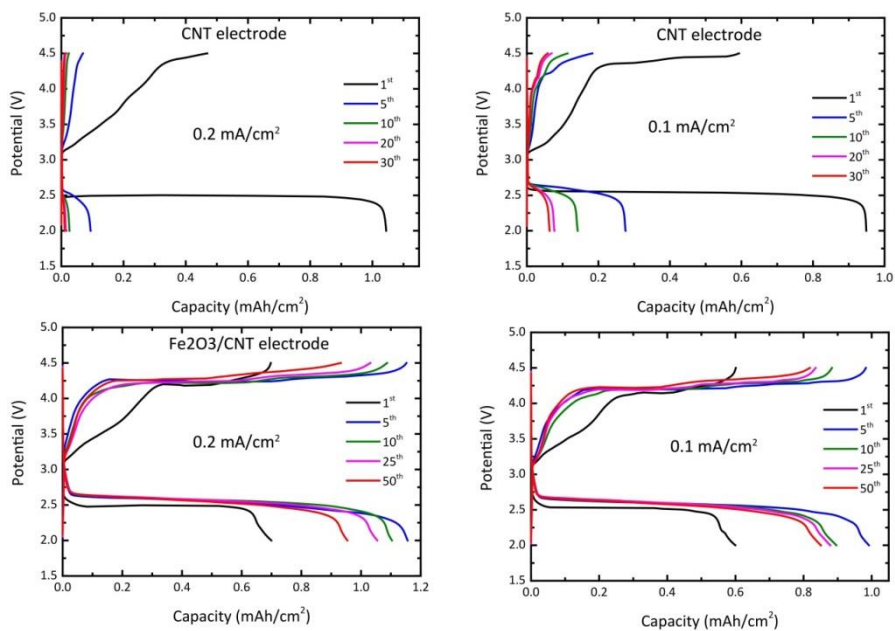 CNT electrode
5.0
4.5
4.0
3.5
3.0
2.5
2.0
1.5
Potential (V)
0.2 mA/cm²
1st
5th
10th
20th
30th
0.0 0.2 0.4 0.6 0.8 1.0
Capacity (mAh/cm²)
CNT electrode
5.0
4.5
4.0
3.5
3.0
2.5
2.0
1.5
Potential (V)
0.1 mA/cm²
1st
5th
10th
20th
30th
0.0 0.2 0.4 0.6 0.8 1.0
Capacity (mAh/cm²)
Fe2O3/CNT electrode
5.0
4.5
4.0
3.5
3.0
2.5
2.0
1.5
Potential (V)
0.2 mA/cm²
1st
5th
10th
25th
50th
0.0 0.2 0.4 0.6 0.8 1.0 1.2
Capacity (mAh/cm²)
5.0
4.5
4.0
3.5
3.0
2.5
2.0
1.5
Potential (V)
0.1 mA/cm²
1st
5th
10th
25th
50th
0.0 0.2 0.4 0.6 0.8 1.0
Capacity (mAh/cm²)